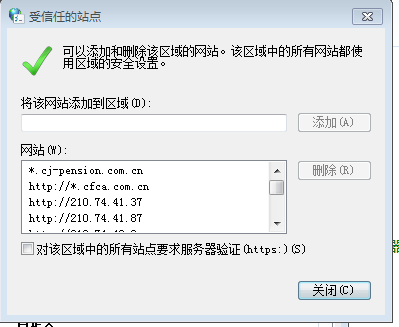 受信任的站点
可以添加和删除该区域的网站。该区域中的所有网站都使
用区域的安全设置。
将该网站添加到区域(D):
添加(A)
网站(W):
*.cj-pension.com.cn
http://*.cfca.com.cn
http://210.74.41.37
http://210.74.41.87
删除(R)
对该区域中的所有站点要求服务器验证(https:)(S)
关闭(C)